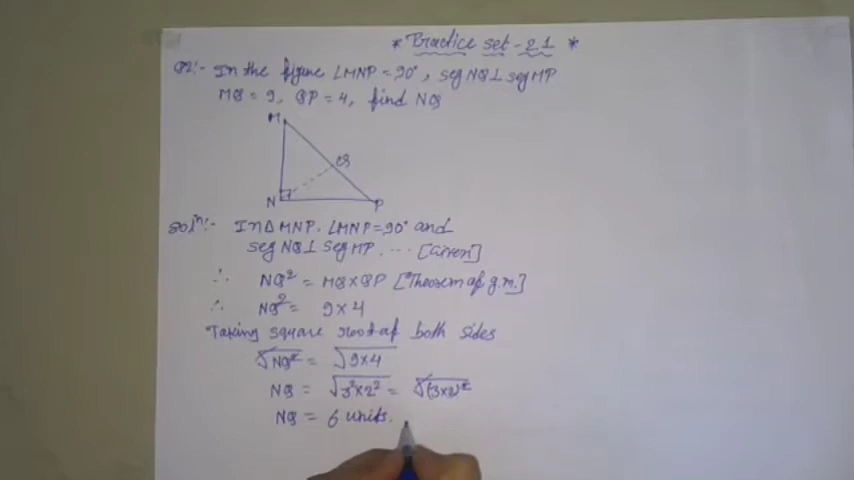 * Practice set - 2.1 *
Q2:- In the figure ∠MNP = 90°, seg NQ ⊥ seg MP
MQ = 9, QP = 4, find NQ
M
Q
N
P
Solⁿ:- In Δ MNP. ∠MNP = 90° and
seg NQ ⊥ seg MP. ... [Given]
∴ NQ² = MQ × QP [Theorem of g.m.]
∴ NQ² = 9 × 4
Taking square root of both sides
√NQ² = √9×4
NQ = √3²×2² = √(3×2)²
NQ = 6 units.